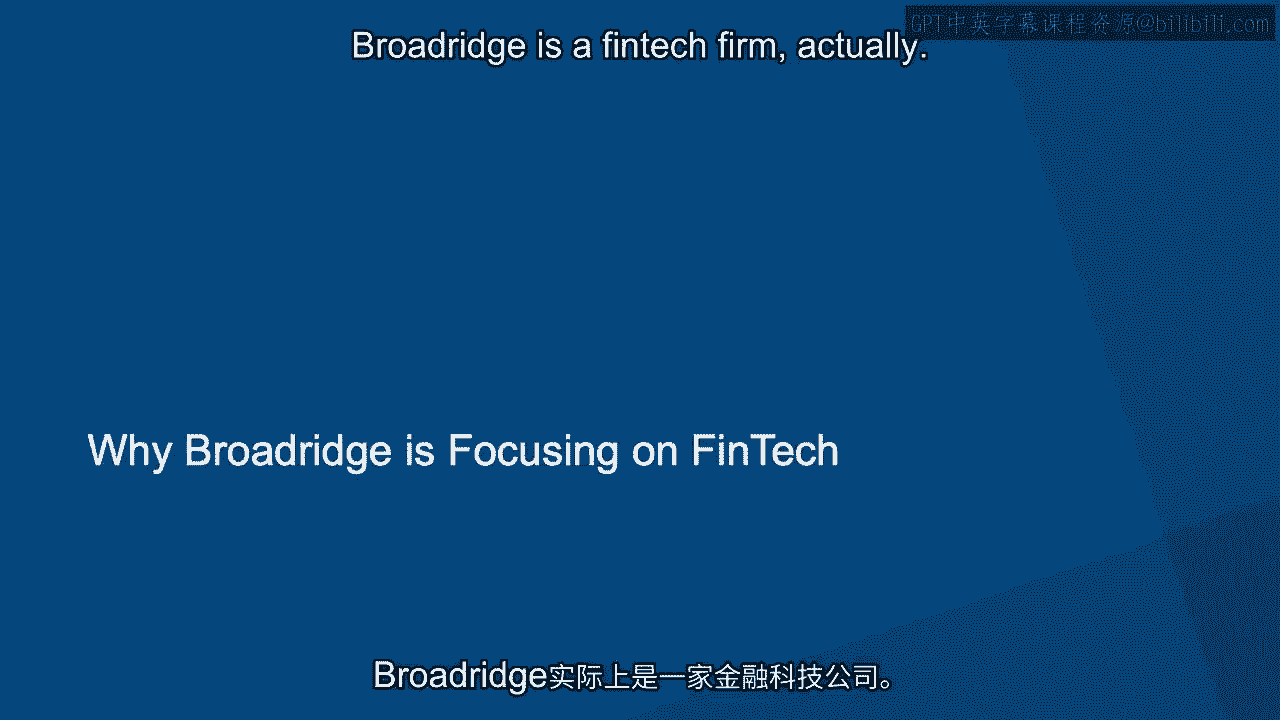 GPT中英字幕课程资源@bilibili.com
Broadridge is a fintech firm, actually.
Why Broadridge is Focusing on FinTech
Broadridge实际上是一家金融科技公司。